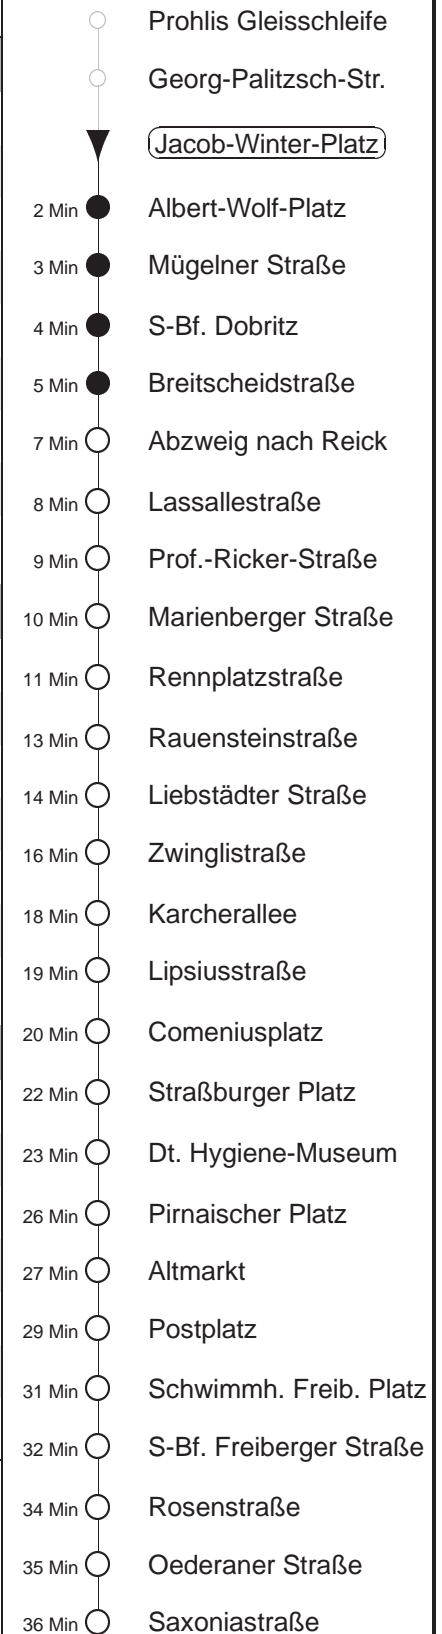 Prohlis Gleisschleife
Georg-Palitzsch-Str.
Jacob-Winter-Platz
2 Min Albert-Wolf-Platz
3 Min Mügelner Straße
4 Min S-Bf. Dobritz
5 Min Breitscheidstraße
7 Min Abzweig nach Reick
8 Min Lassallestraße
9 Min Prof.-Ricker-Straße
10 Min Marienberger Straße
11 Min Rennplatzstraße
13 Min Rauensteinstraße
14 Min Liebstädter Straße
16 Min Zwinglistraße
18 Min Karcherallee
19 Min Lipsiusstraße
20 Min Comeniusplatz
22 Min Straßburger Platz
23 Min Dt. Hygiene-Museum
26 Min Pirnaischer Platz
27 Min Altmarkt
29 Min Postplatz
31 Min Schwimmh. Freib. Platz
32 Min S-Bf. Freiberger Straße
34 Min Rosenstraße
35 Min Oederaner Straße
36 Min Saxoniastraße